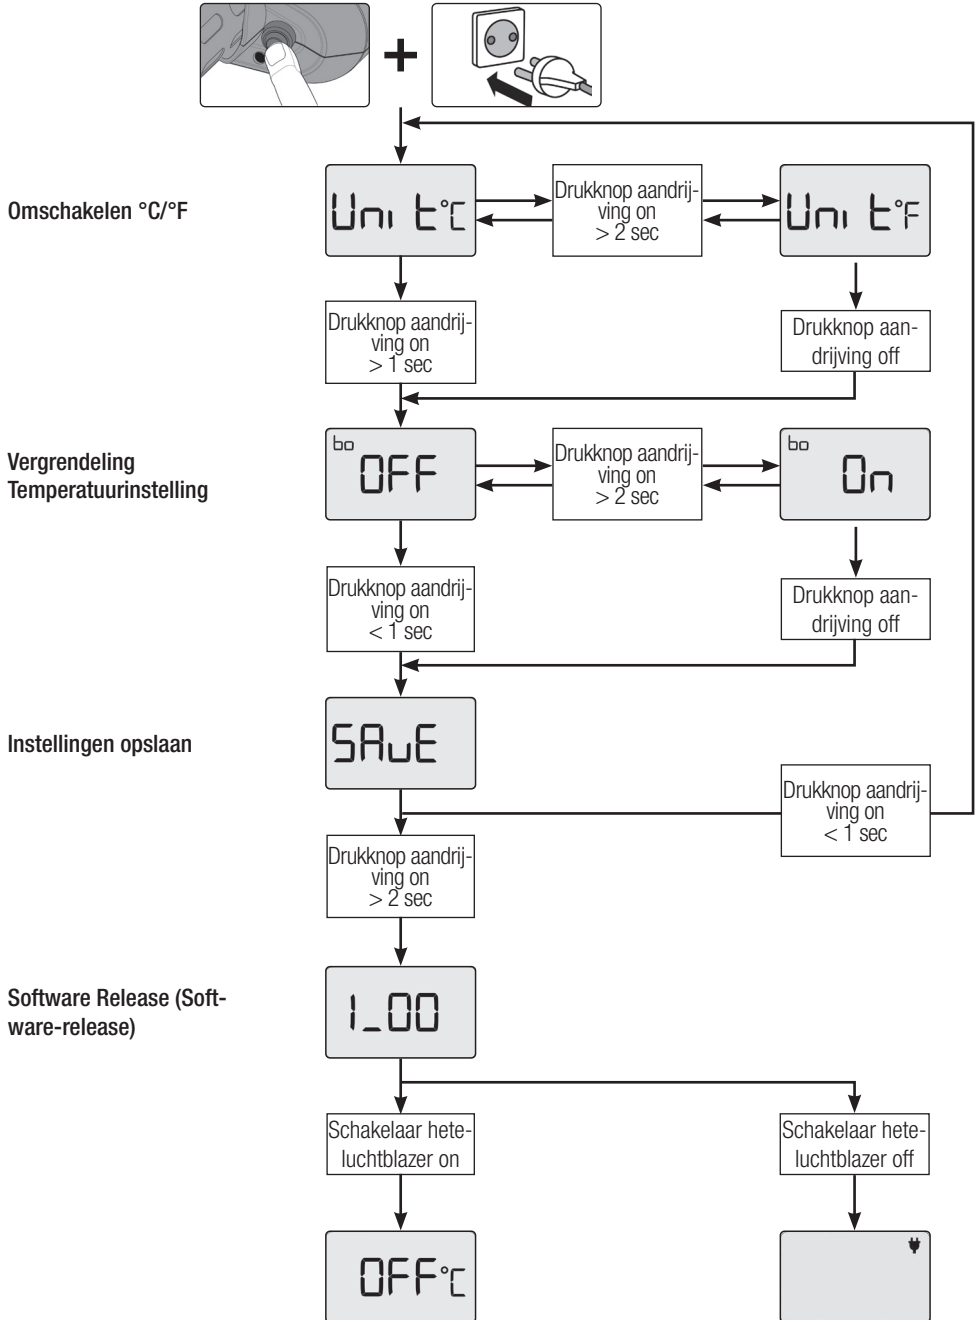 +
Omschakelen °C/°F
Unit°C
Drukknop aandrij-
ving on
> 2 sec
Unit°F
Drukknop aandrij-
ving on
> 1 sec
Drukknop aan-
drijving off
Vergrendeling
Temperatuurinstelling
bo
OFF
Drukknop aandrij-
ving on
> 2 sec
bo
On
Drukknop aandrij-
ving on
< 1 sec
Drukknop aan-
drijving off
Instellingen opslaan
SAvE
Drukknop aandrij-
ving on
< 1 sec
Drukknop aandrij-
ving on
> 2 sec
Software Release (Soft-
ware-release)
1_00
Schakelaar hete-
luchtblazer on
Schakelaar hete-
luchtblazer off
OFF°C